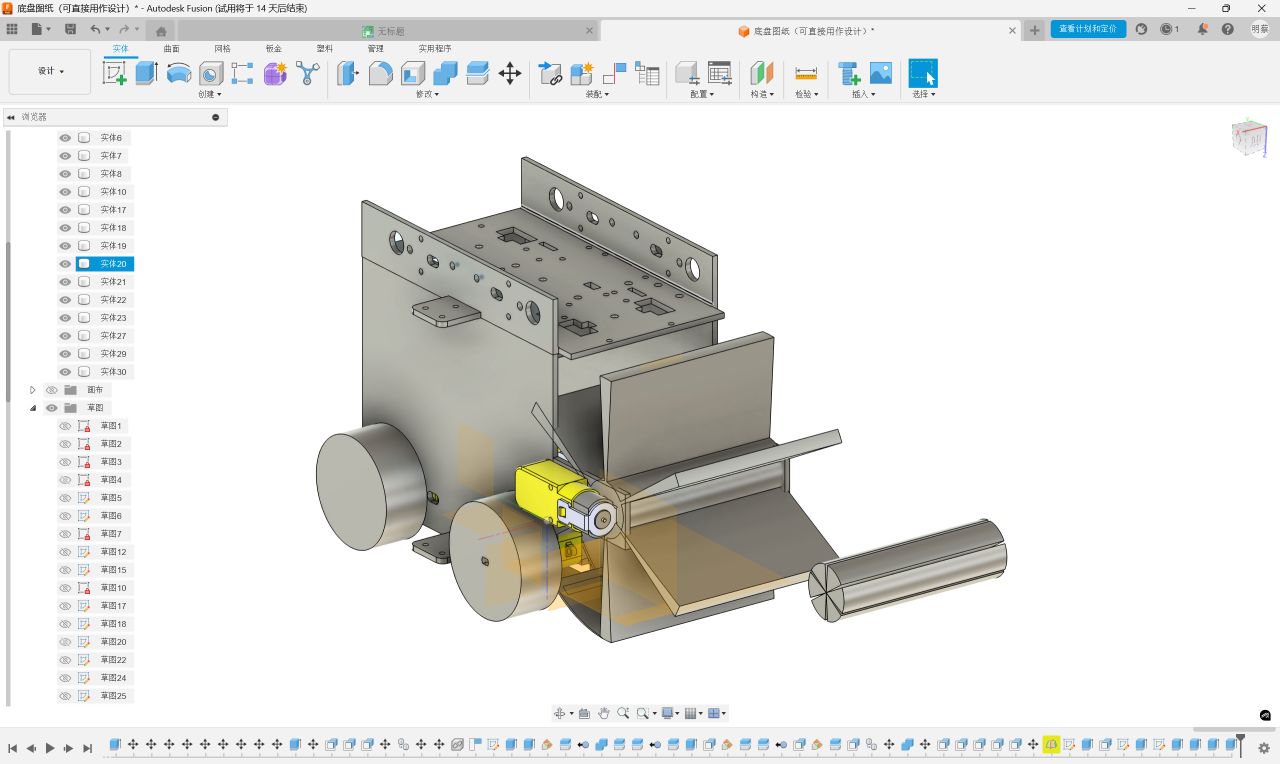 底盘图纸（可直接用作设计）* - Autodesk Fusion (试用将于 14 天后结束)
无标题
底盘图纸（可直接用作设计）*
查看计划和定价
1
明蔡
设计
实体 曲面 网格 钣金 塑料 管理 实用程序
创建 修改 装配 配置 构造 检验 插入 选择
浏览器
实体6
实体7
实体8
实体10
实体17
实体18
实体19
实体20
实体21
实体22
实体23
实体27
实体29
实体30
画布
草图
草图1
草图2
草图3
草图4
草图5
草图6
草图7
草图12
草图15
草图10
草图17
草图18
草图20
草图22
草图24
草图25